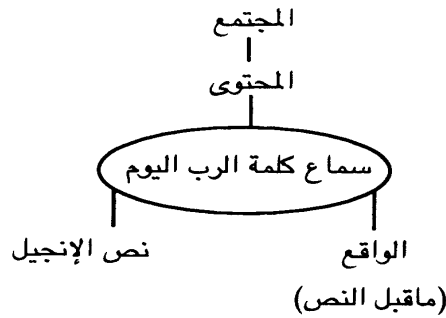 المجتمع
المحتوى
سماع كلمة الرب اليوم
الواقع
(ماقبل النص)
نص الإنجيل